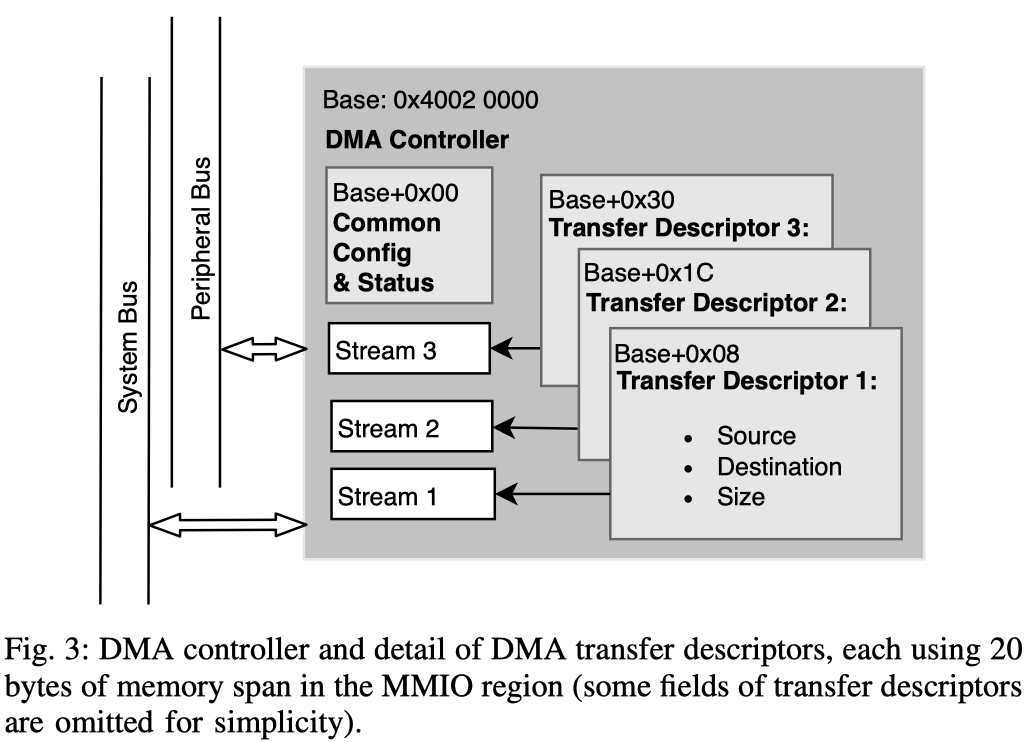 System Bus
Peripheral Bus
Base: 0x4002 0000
DMA Controller
Base+0x00
Common
Config
& Status
Stream 3
Stream 2
Stream 1
Base+0x30
Transfer Descriptor 3:
Base+0x1C
Transfer Descriptor 2:
Base+0x08
Transfer Descriptor 1:
• Source
• Destination
• Size
Fig. 3: DMA controller and detail of DMA transfer descriptors, each using 20
bytes of memory span in the MMIO region (some fields of transfer descriptors
are omitted for simplicity).